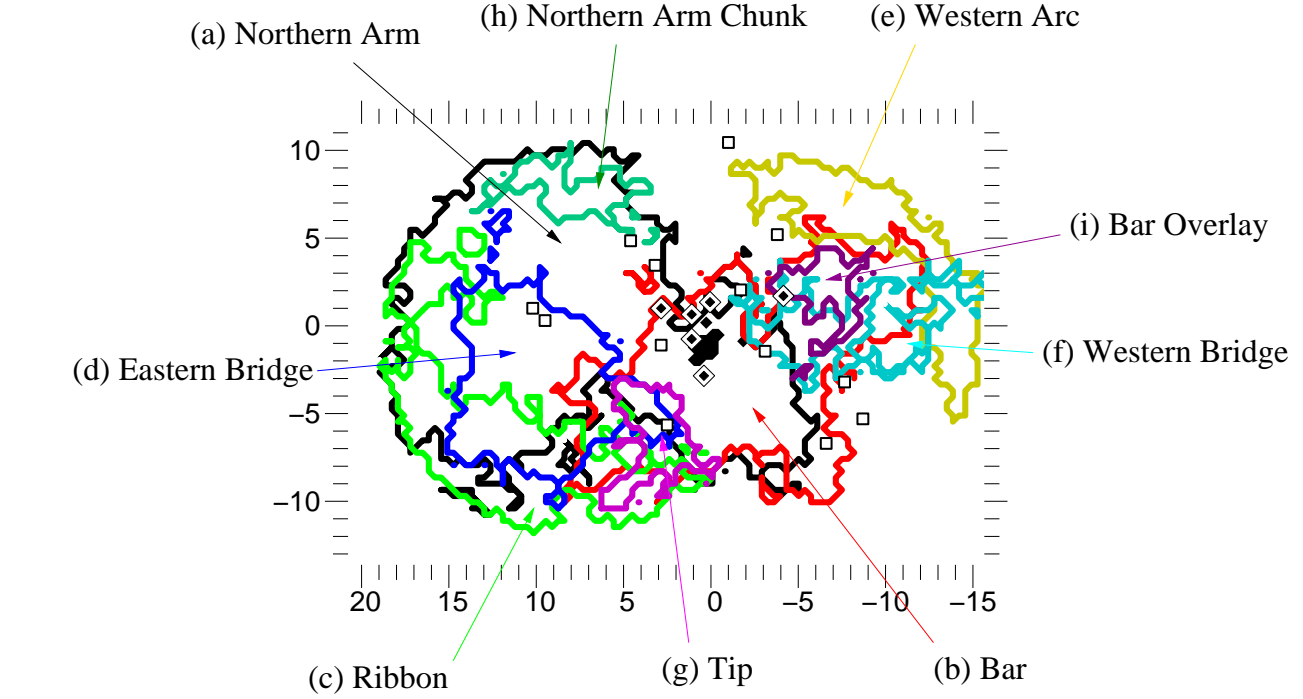 (h) Northern Arm Chunk
(e) Western Arc
(a) Northern Arm
10
(i) Bar Overlay
5
0
(f) Western Bridge
(d) Eastern Bridge
−5
−10
20 15 10 5 0 −5 −10 −15
(g) Tip
(b) Bar
(c) Ribbon